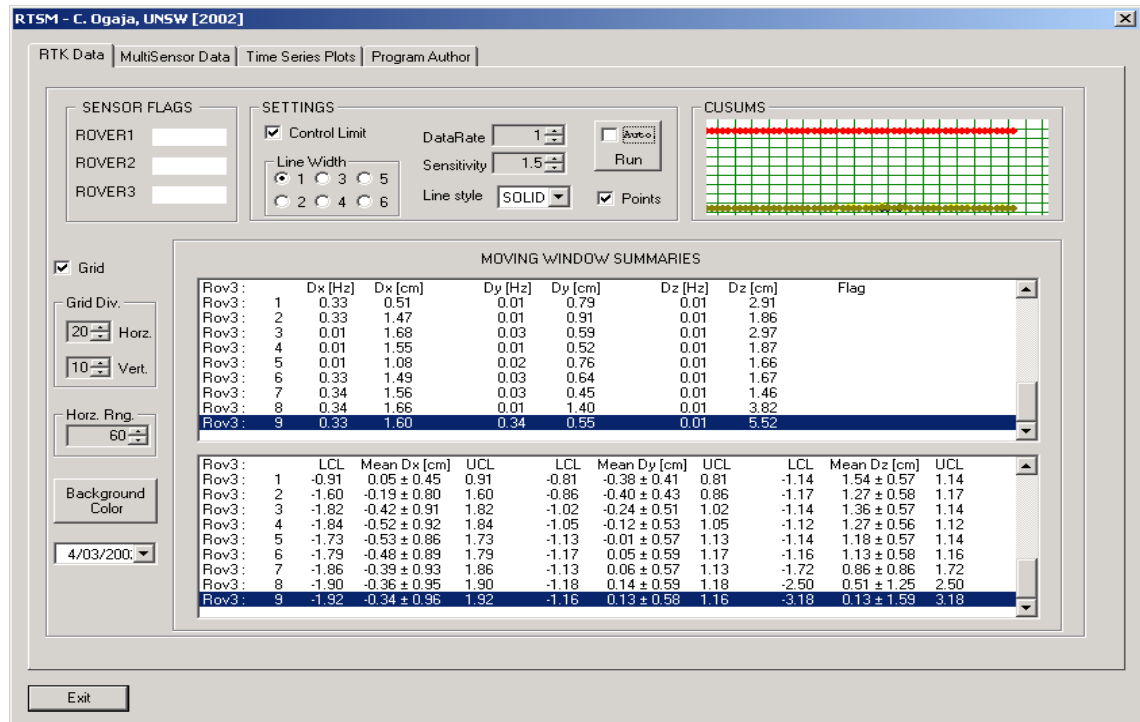 RTSM - C. Ogaja, UNSW [2002]
RTK Data MultiSensor Data Time Series Plots Program Author
SENSOR FLAGS
ROVER1
ROVER2
ROVER3
SETTINGS
Control Limit
Line Width
1 3 5
2 4 6
DataRate 1
Sensitivity 1.5
Line style SOLID
Auto
Run
Points
CUSUMS
Grid
Grid Div.
20 Horz.
10 Vert.
Horz. Rng.
60
Background
Color
4/03/200
MOVING WINDOW SUMMARIES
Rov3 : Dx [Hz] Dx [cm] Dy [Hz] Dy [cm] Dz [Hz] Dz [cm] Flag
Rov3 : 1 0.33 0.51 0.01 0.79 0.01 2.91
Rov3 : 2 0.33 1.47 0.01 0.91 0.01 1.86
Rov3 : 3 0.01 1.68 0.03 0.59 0.01 2.97
Rov3 : 4 0.01 1.55 0.01 0.52 0.01 1.87
Rov3 : 5 0.01 1.08 0.02 0.76 0.01 1.66
Rov3 : 6 0.33 1.49 0.03 0.64 0.01 1.67
Rov3 : 7 0.34 1.56 0.03 0.45 0.01 1.46
Rov3 : 8 0.34 1.66 0.01 1.40 0.01 3.82
Rov3 : 9 0.33 1.60 0.34 0.55 0.01 5.52
Rov3 : LCL Mean Dx [cm] UCL LCL Mean Dy [cm] UCL LCL Mean Dz [cm] UCL
Rov3 : 1 -0.91 0.05 ± 0.45 0.91 -0.81 -0.38 ± 0.41 0.81 -1.14 1.54 ± 0.57 1.14
Rov3 : 2 -1.60 -0.19 ± 0.80 1.60 -0.86 -0.40 ± 0.43 0.86 -1.17 1.27 ± 0.58 1.17
Rov3 : 3 -1.82 -0.42 ± 0.91 1.82 -1.02 -0.24 ± 0.51 1.02 -1.14 1.36 ± 0.57 1.14
Rov3 : 4 -1.84 -0.52 ± 0.92 1.84 -1.05 -0.12 ± 0.53 1.05 -1.12 1.27 ± 0.56 1.12
Rov3 : 5 -1.73 -0.53 ± 0.86 1.73 -1.13 -0.01 ± 0.57 1.13 -1.14 1.18 ± 0.57 1.14
Rov3 : 6 -1.79 -0.48 ± 0.89 1.79 -1.17 0.05 ± 0.59 1.17 -1.16 1.13 ± 0.58 1.16
Rov3 : 7 -1.86 -0.39 ± 0.93 1.86 -1.13 0.06 ± 0.57 1.13 -1.72 0.86 ± 0.86 1.72
Rov3 : 8 -1.90 -0.36 ± 0.95 1.90 -1.18 0.14 ± 0.59 1.18 -2.50 0.51 ± 1.25 2.50
Rov3 : 9 -1.92 -0.34 ± 0.96 1.92 -1.16 0.13 ± 0.58 1.16 -3.18 0.13 ± 1.59 3.18
Exit